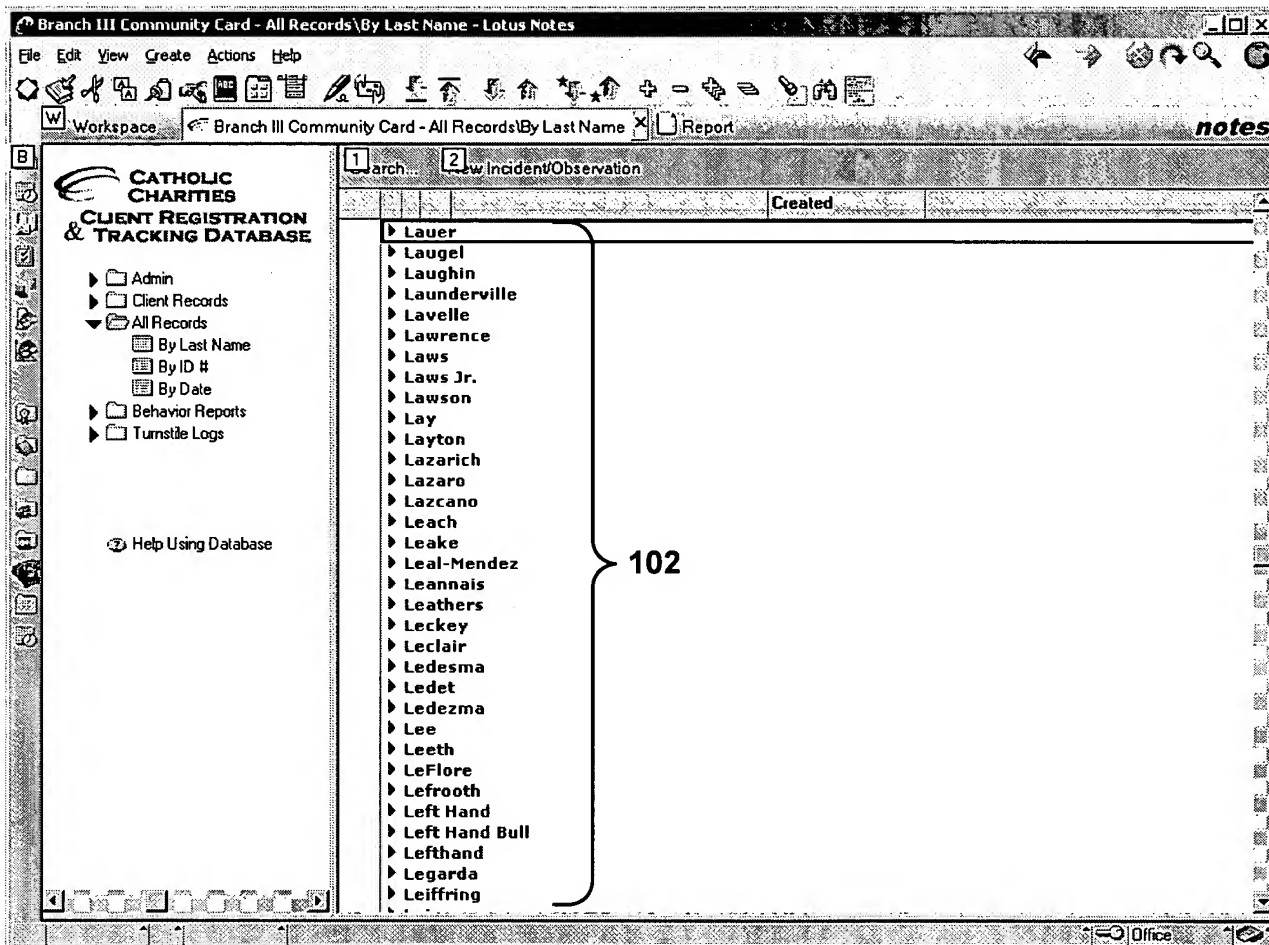 Branch III Community Card - All Records\By Last Name - Lotus Notes
File Edit View Create Actions Help
W Workspace Branch III Community Card - All Records\By Last Name Report notes
B
CATHOLIC
CHARITIES
CLIENT REGISTRATION
& TRACKING DATABASE
Admin
Client Records
All Records
By Last Name
By ID #
By Date
Behavior Reports
Turnstile Logs
Help Using Database
1 arch... 2 ew Incident/Observation
Created
Lauer
Laugel
Laughin
Launderville
Lavelle
Lawrence
Laws
Laws Jr.
Lawson
Lay
Layton
Lazarich
Lazaro
Lazcano
Leach
Leake
Leal-Mendez
Leannais
Leathers
Leckey
Leclair
Ledesma
Ledet
Ledezma
Lee
Leeth
LeFlore
Lefrooth
Left Hand
Left Hand Bull
Lefthand
Legarda
Leiffring
102
Office